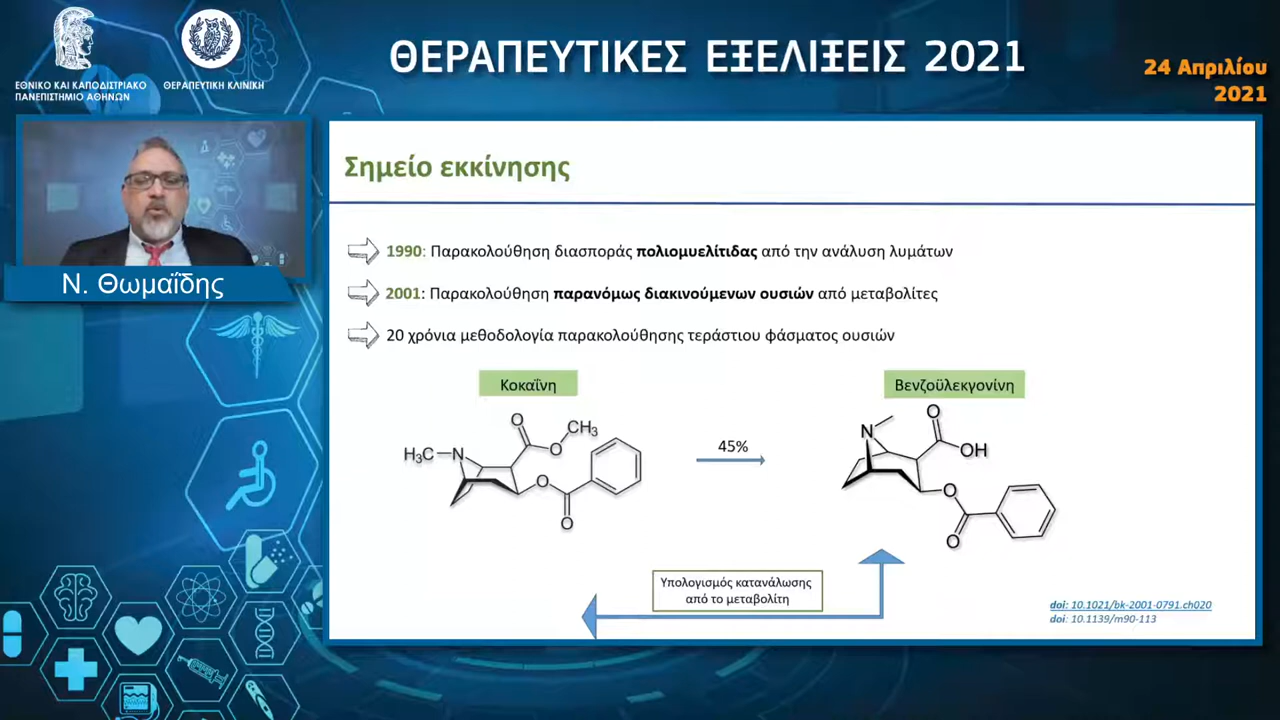 ΕΘΝΙΚΟ ΚΑΙ ΚΑΠΟΔΙΣΤΡΙΑΚΟ
ΠΑΝΕΠΙΣΤΗΜΙΟ ΑΘΗΝΩΝ
ΘΕΡΑΠΕΥΤΙΚΗ ΚΛΙΝΙΚΗ
ΘΕΡΑΠΕΥΤΙΚΕΣ ΕΞΕΛΙΞΕΙΣ 2021
24 Απριλίου
2021
Ν. Θωμαΐδης
Σημείο εκκίνησης
1990: Παρακολούθηση διασποράς πολιομυελίτιδας από την ανάλυση λυμάτων
2001: Παρακολούθηση παρανόμως διακινούμενων ουσιών από μεταβολίτες
20 χρόνια μεθοδολογία παρακολούθησης τεράστιου φάσματος ουσιών
Κοκαΐνη
Βενζοϋλεκγονίνη
O
O
CH₃
H₃C
N
O
O
45%
N
O
OH
O
O
Υπολογισμός κατανάλωσης
από το μεταβολίτη
doi: 10.1021/bk-2001-0791.ch020
doi: 10.1139/m90-113